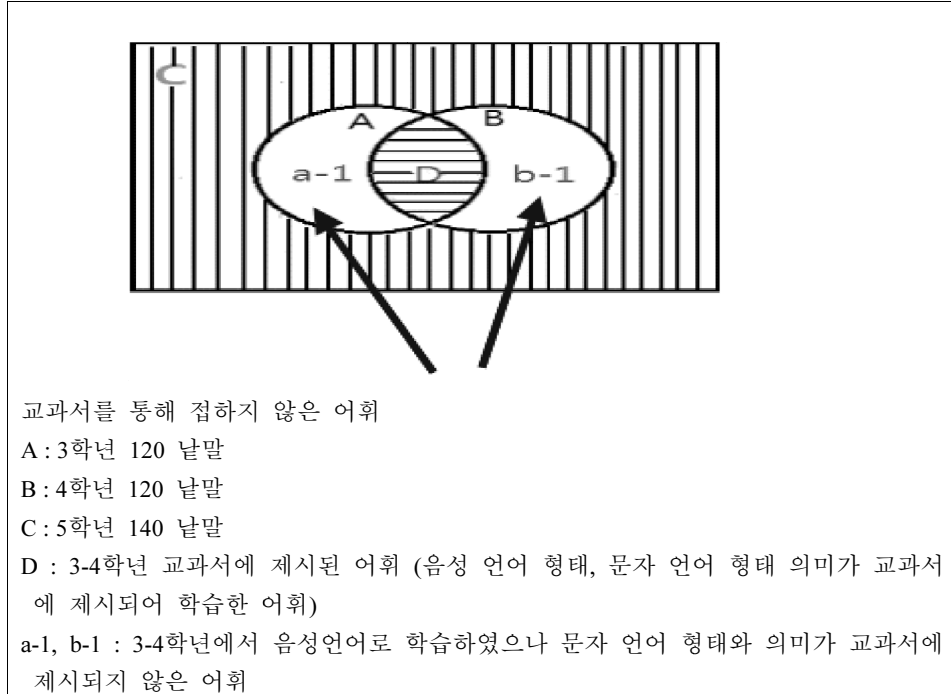 C
A
B
a-1
D
b-1
교과서를 통해 접하지 않은 어휘
A : 3학년 120 낱말
B : 4학년 120 낱말
C : 5학년 140 낱말
D : 3-4학년 교과서에 제시된 어휘 (음성 언어 형태, 문자 언어 형태 의미가 교과서
에 제시되어 학습한 어휘)
a-1, b-1 : 3-4학년에서 음성언어로 학습하였으나 문자 언어 형태와 의미가 교과서에
제시되지 않은 어휘